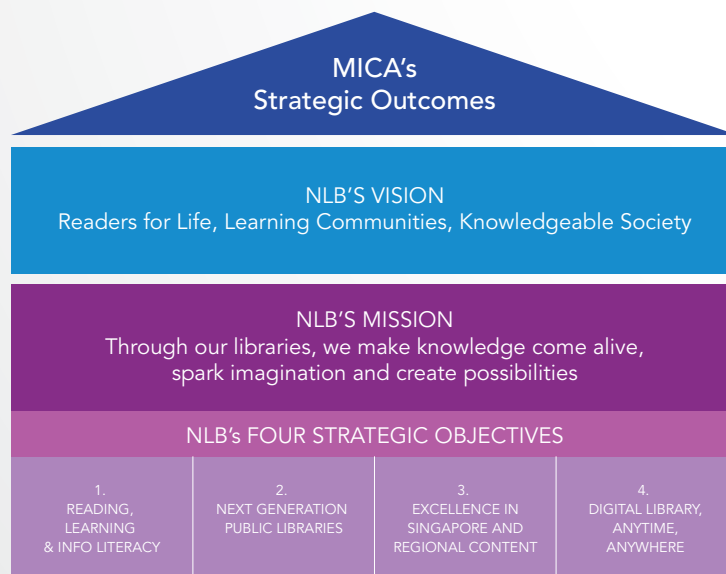 MICA's
Strategic Outcomes
NLB'S VISION
Readers for Life, Learning Communities, Knowledgeable Society
NLB'S MISSION
Through our libraries, we make knowledge come alive,
spark imagination and create possibilities
NLB's FOUR STRATEGIC OBJECTIVES
1.
READING,
LEARNING
& INFO LITERACY
2.
NEXT GENERATION
PUBLIC LIBRARIES
3.
EXCELLENCE IN
SINGAPORE AND
REGIONAL CONTENT
4.
DIGITAL LIBRARY,
ANYTIME,
ANYWHERE